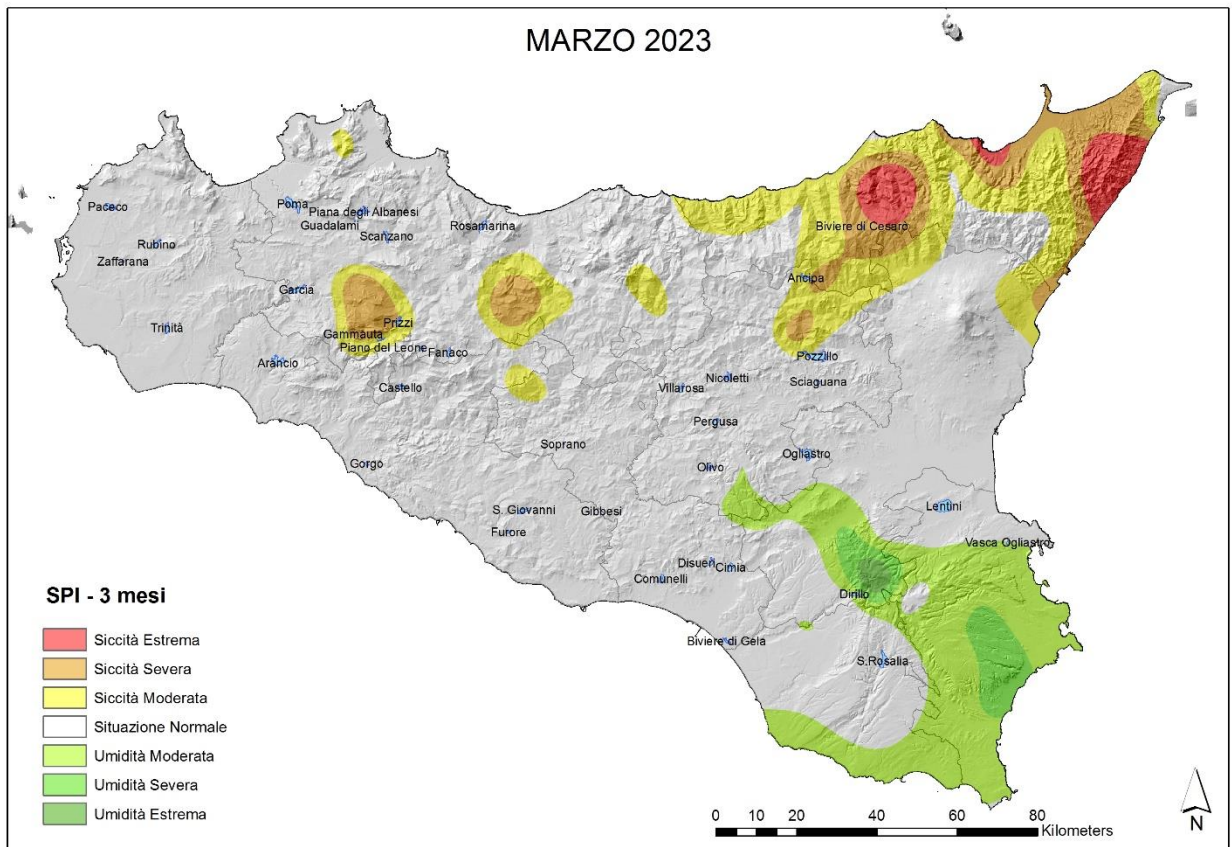 MARZO 2023
Paceco
Poma
Piana degli Albanesi
Guadalami
Scanzano
Rosamarina
Biviere di Cesarò
Rubino
Zaffarana
Ancipa
Garcia
Trinità
Prizzi
Gammauta
Piano del Leone
Fanaco
Arancio
Castello
Pozzillo
Nicoletti
Villarosa
Sciaguana
Pergusa
Soprano
Ogliastro
Gorgo
Olivo
S. Giovanni
Gibbesi
Lentini
Furore
Vasca Ogliastro
Disueri
Cimia
Comunelli
Dirillo
Biviere di Gela
S.Rosalia
SPI - 3 mesi
Siccità Estrema
Siccità Severa
Siccità Moderata
Situazione Normale
Umidità Moderata
Umidità Severa
Umidità Estrema
0 10 20 40 60 80
Kilometers
N